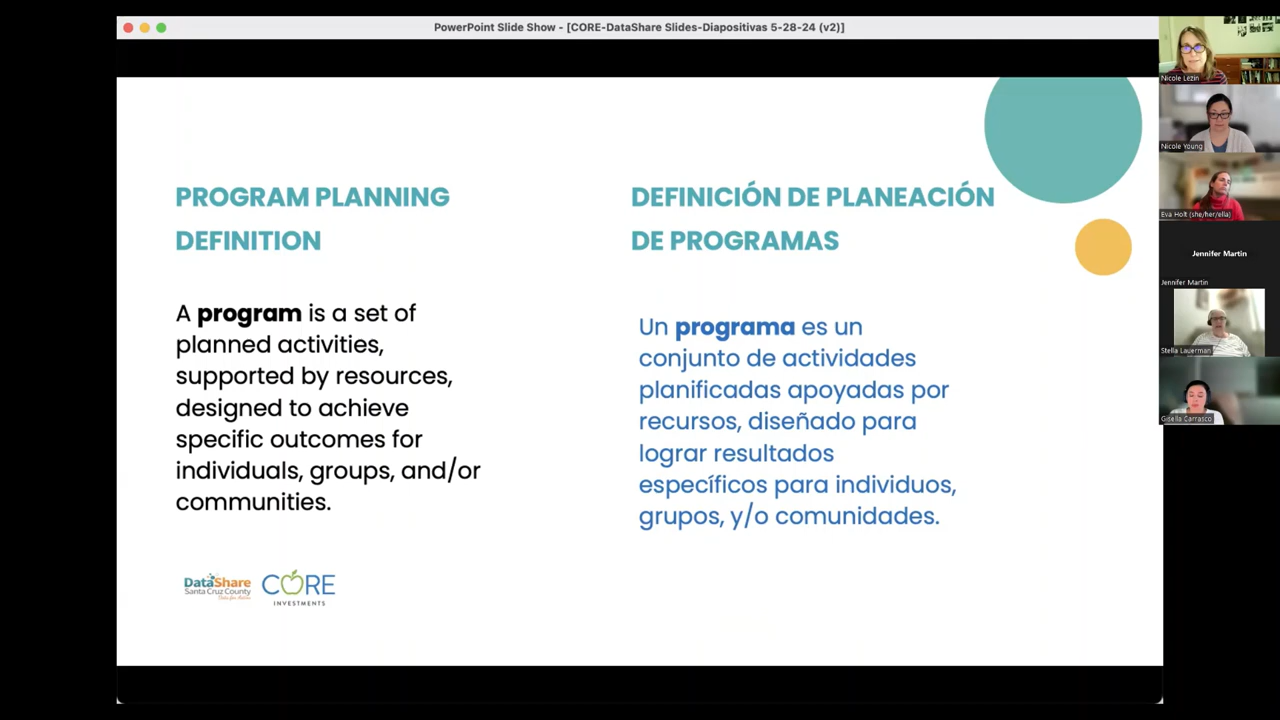 PowerPoint Slide Show - [CORE-DataShare Slides-Diapositivas 5-28-24 (v2)]
PROGRAM PLANNING
DEFINITION
A program is a set of
planned activities,
supported by resources,
designed to achieve
specific outcomes for
individuals, groups, and/or
communities.
DEFINICIÓN DE PLANEACIÓN
DE PROGRAMAS
Un programa es un
conjunto de actividades
planificadas apoyadas por
recursos, diseñado para
lograr resultados
específicos para individuos,
grupos, y/o comunidades.
DataShare
Santa Cruz County
CORE
INVESTMENTS
Nicole Lezin
Nicole Young
Eva Holt (she/her/ella)
Jennifer Martin
Jennifer Martin
Stella Lauerman
Gisella Carrasco